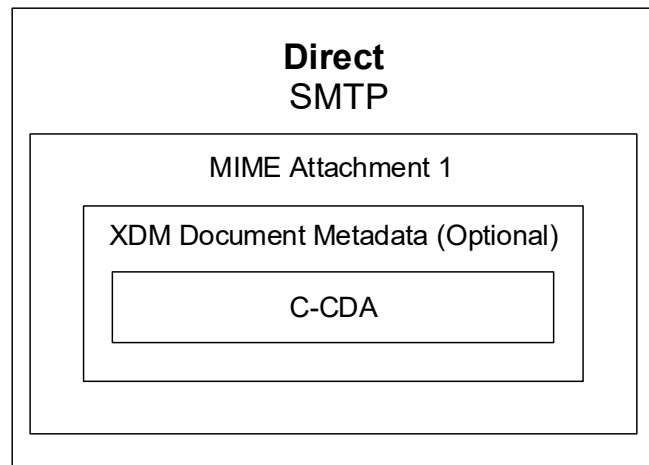 Direct
SMTP
MIME Attachment 1
XDM Document Metadata (Optional)
C-CDA